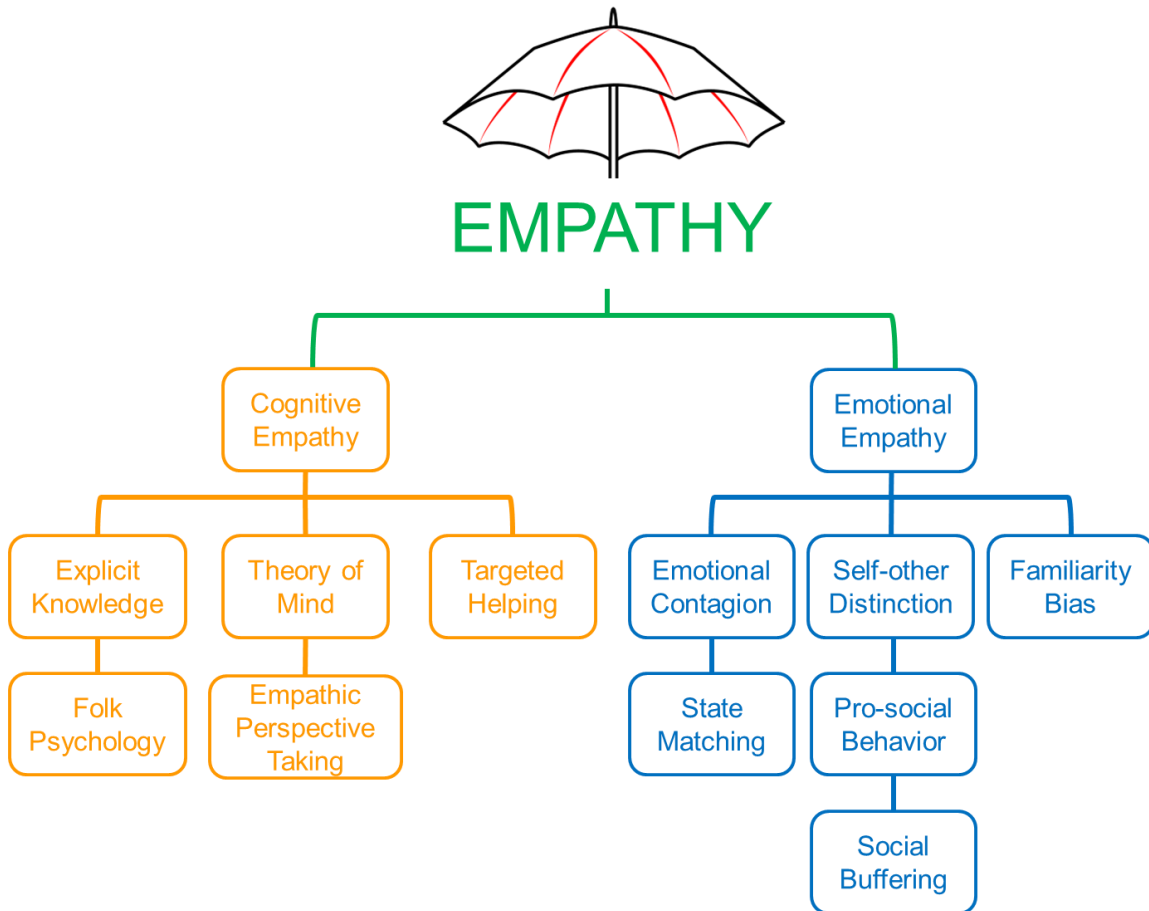 EMPATHY
Cognitive
Empathy
Emotional
Empathy
Explicit
Knowledge
Theory of
Mind
Targeted
Helping
Emotional
Contagion
Self-other
Distinction
Familiarity
Bias
Folk
Psychology
Empathic
Perspective
Taking
State
Matching
Pro-social
Behavior
Social
Buffering